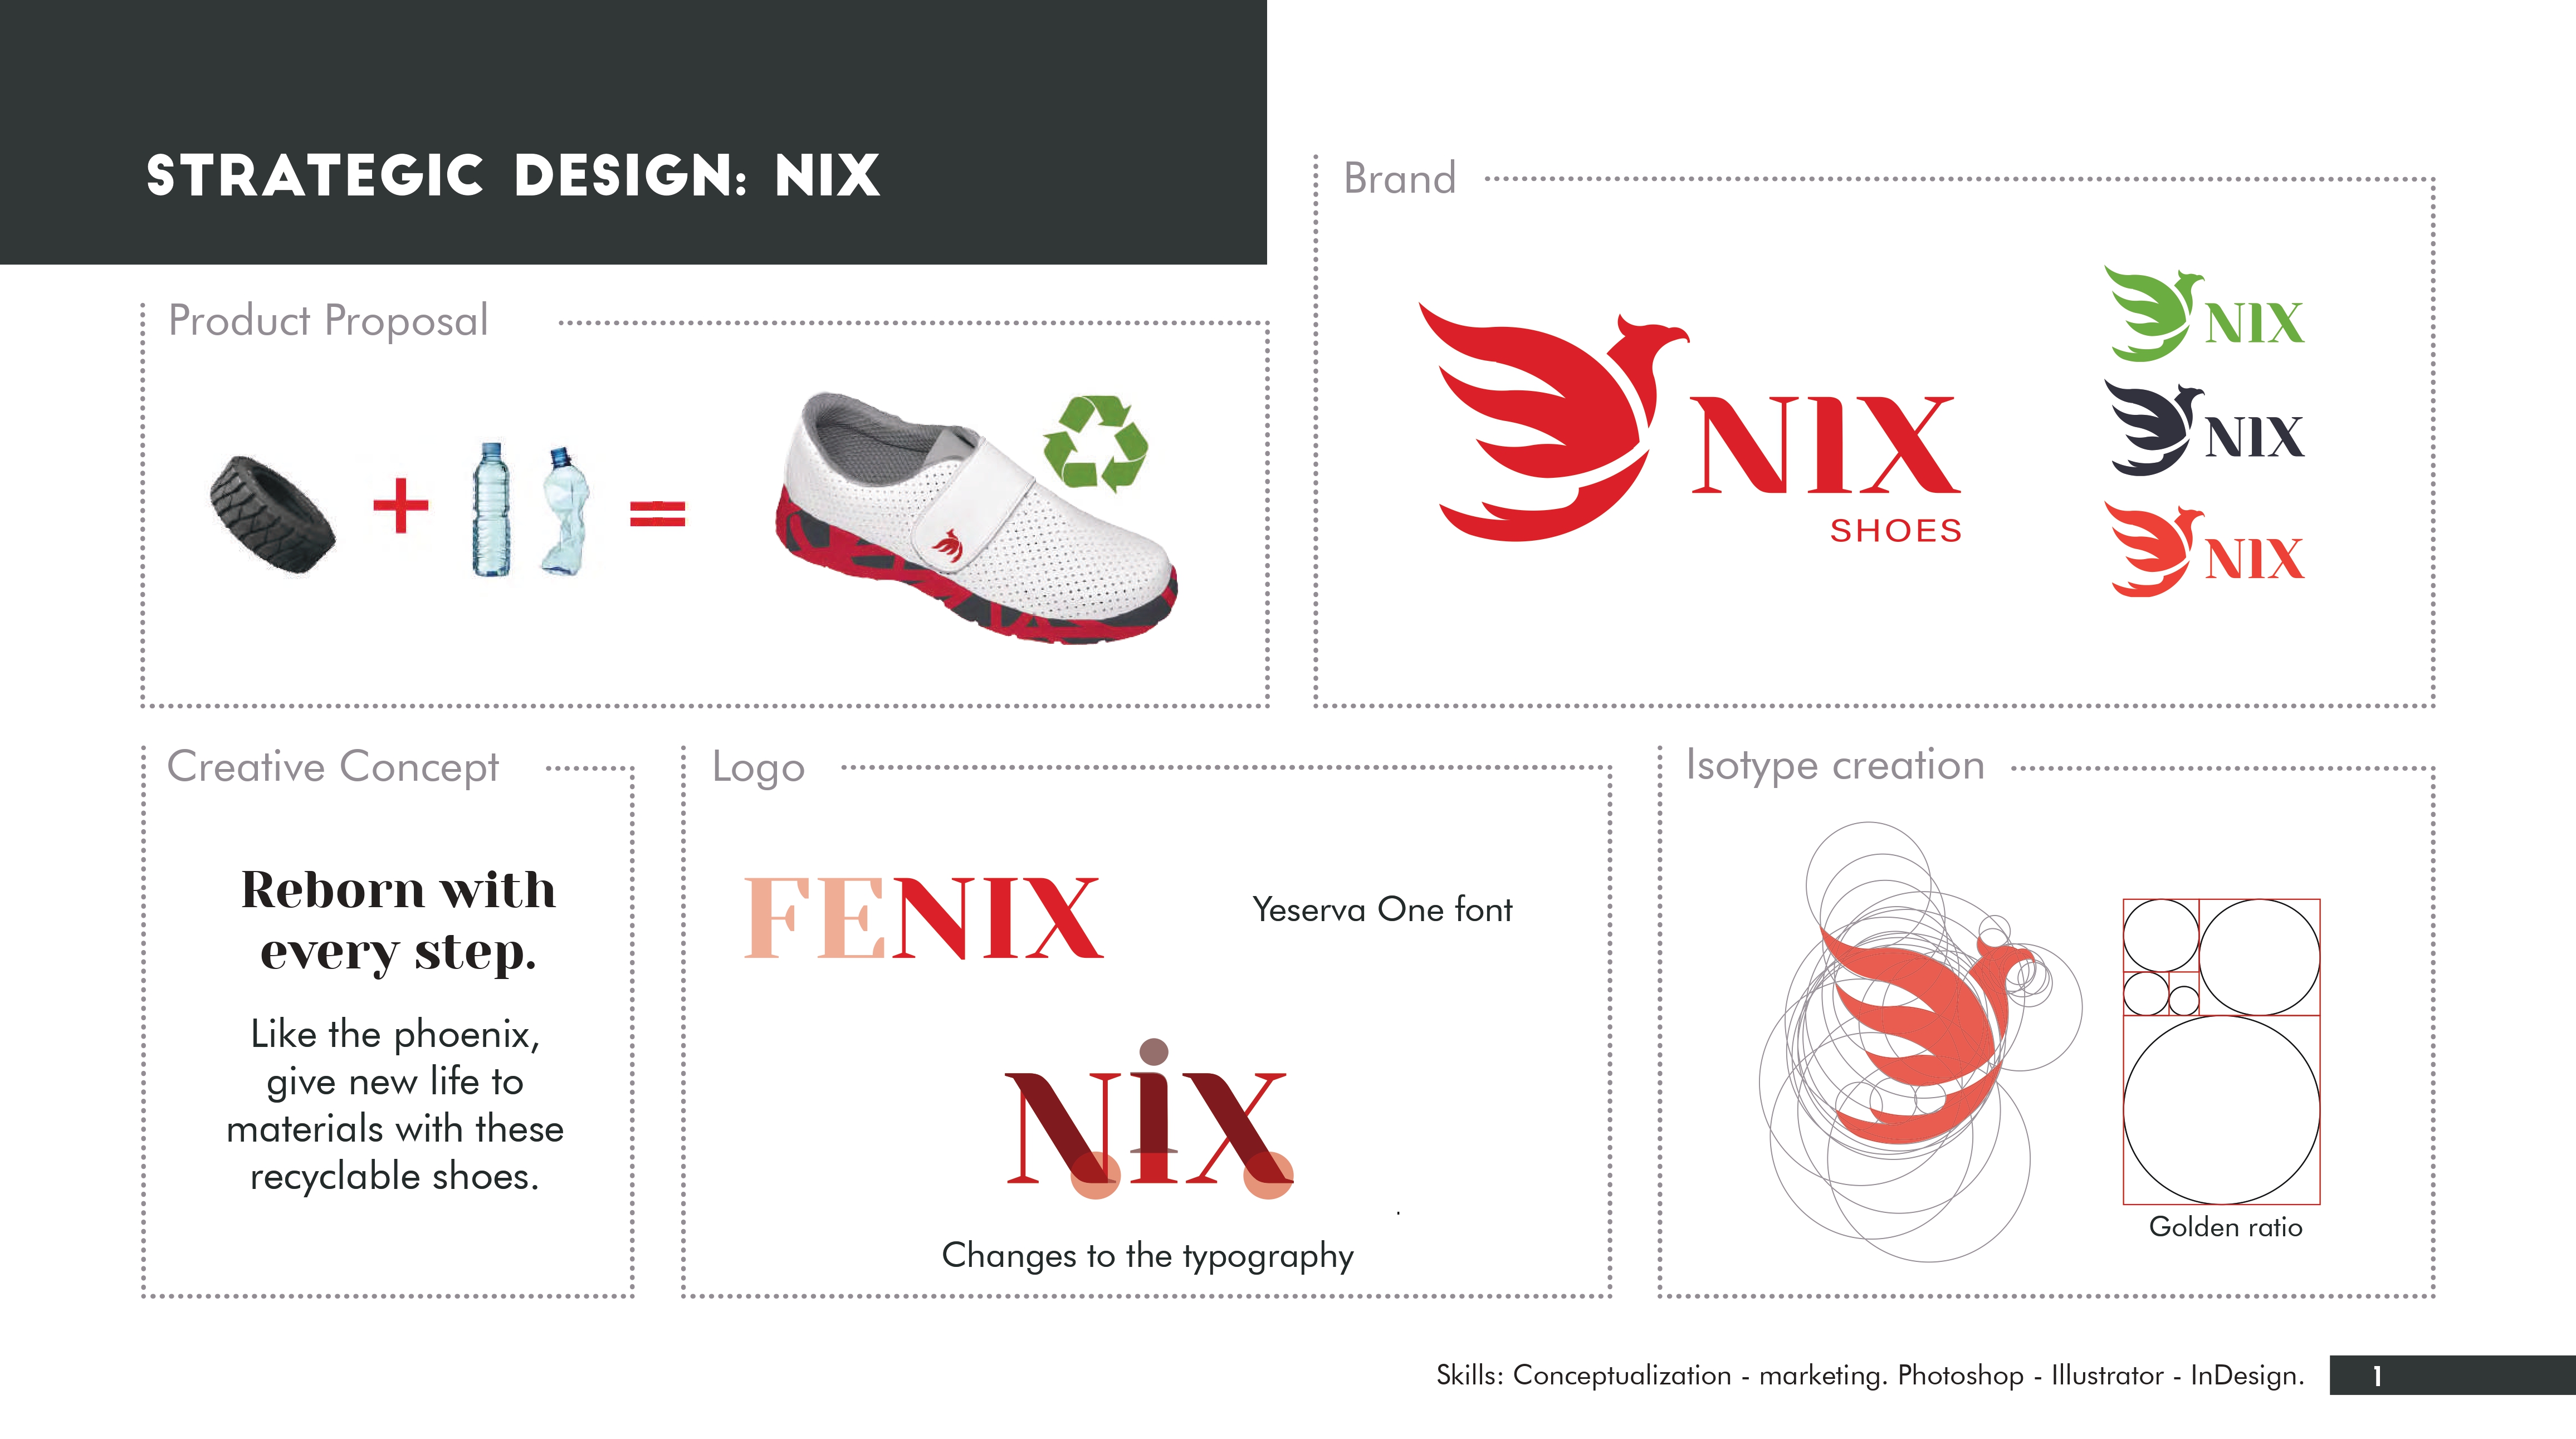 STRATEGIC DESIGN: NIX
Product Proposal
Brand
NIX
SHOES
NIX
NIX
NIX
Creative Concept
Reborn with
every step.
Like the phoenix,
give new life to
materials with these
recyclable shoes.
Logo
FENIX
Yeserva One font
NiX
Changes to the typography
Isotype creation
Golden ratio
Skills: Conceptualization - marketing. Photoshop - Illustrator - InDesign.
1